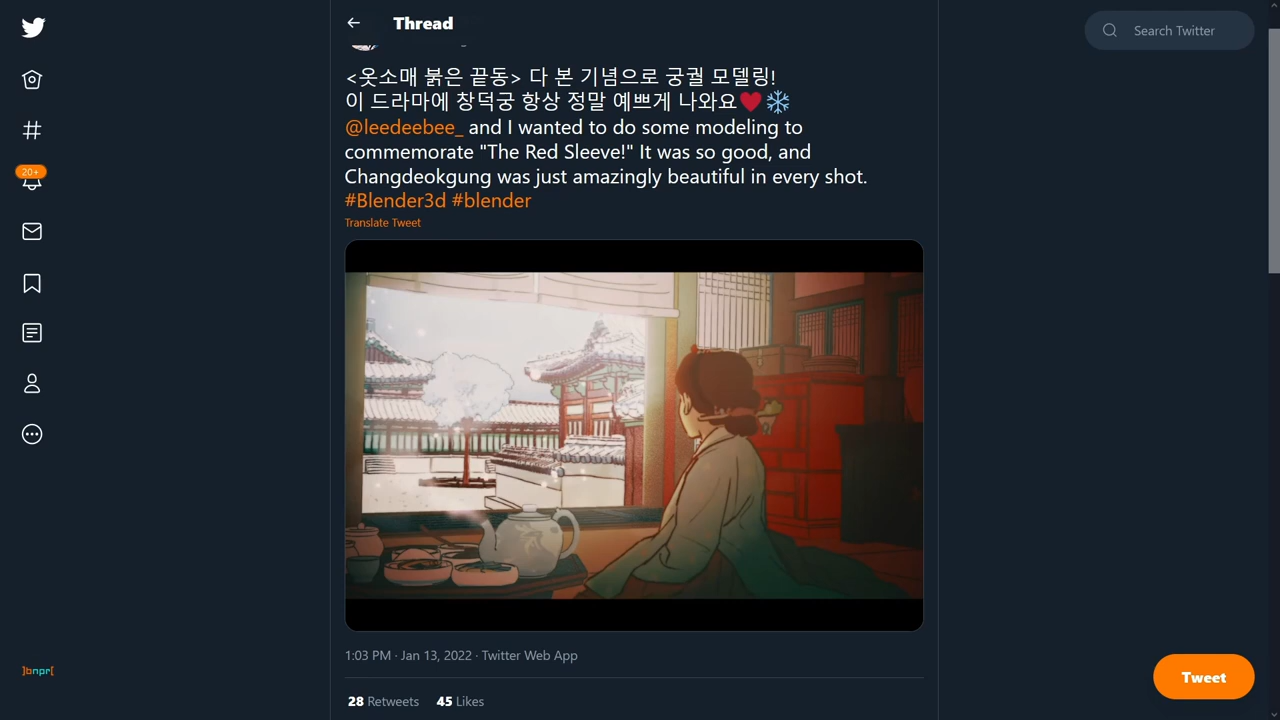 Thread
Search Twitter
<옷소매 붉은 끝동> 다 본 기념으로 궁궐 모델링!
이 드라마에 창덕궁 항상 정말 예쁘게 나와요❤️❄️
@leedeebee_ and I wanted to do some modeling to
commemorate "The Red Sleeve!" It was so good, and
Changdeokgung was just amazingly beautiful in every shot.
#Blender3d #blender
Translate Tweet
20+
1:03 PM · Jan 13, 2022 · Twitter Web App
28 Retweets 45 Likes
]bnpr[
Tweet